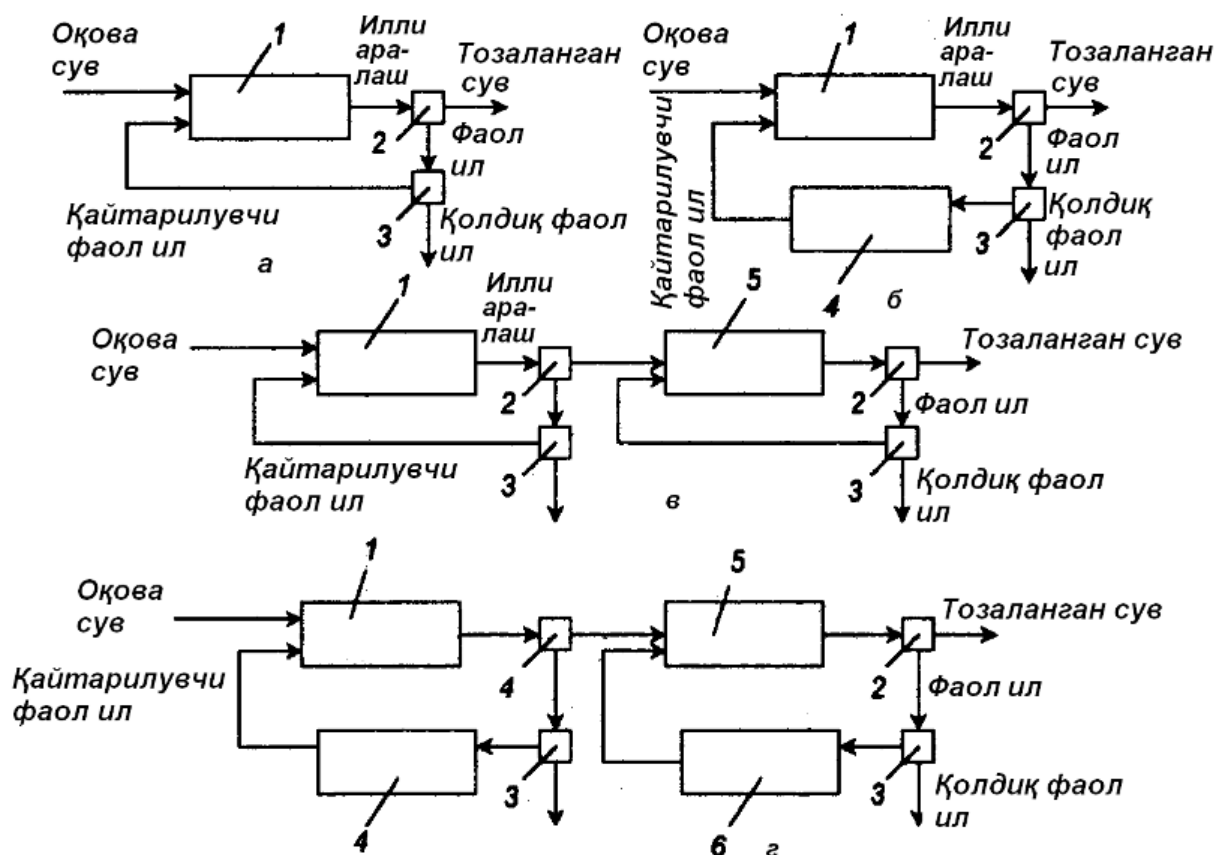 Оқова
сув
1
Илли
ара-
лаш
Тозаланган
сув
2
Фаол
ил
3
Қайтарилувчи
фаол ил
Қолдиқ фаол
ил
а
Оқова
сув
1
Илли
ара-
лаш
Тозаланган
сув
2
Фаол
ил
Қайтарилувчи
фаол ил
3
Қолдиқ
фаол
ил
4
б
Оқова
сув
1
Илли
ара-
лаш
5
Тозаланган сув
2
2
Фаол ил
Қайтарилувчи
фаол ил
3
3
Қолдиқ фаол
ил
в
Оқова
сув
1
5
Тозаланган сув
4
2
Фаол ил
Қайтарилувчи
фаол ил
4
3
6
3
Қолдиқ фаол
ил
г